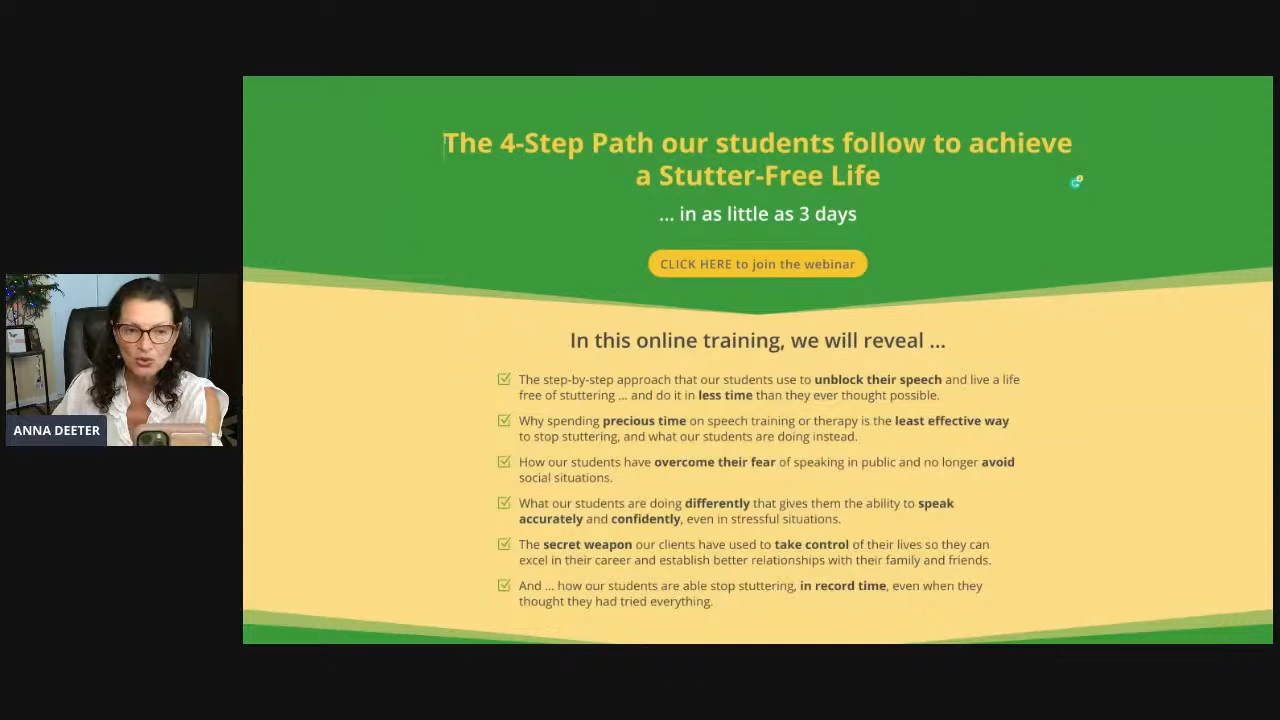 The 4-Step Path our students follow to achieve
a Stutter-Free Life
... in as little as 3 days
CLICK HERE to join the webinar
In this online training, we will reveal ...
The step-by-step approach that our students use to unblock their speech and live a life
free of stuttering ... and do it in less time than they ever thought possible.
Why spending precious time on speech training or therapy is the least effective way
to stop stuttering, and what our students are doing instead.
How our students have overcome their fear of speaking in public and no longer avoid
social situations.
What our students are doing differently that gives them the ability to speak
accurately and confidently, even in stressful situations.
The secret weapon our clients have used to take control of their lives so they can
excel in their career and establish better relationships with their family and friends.
And ... how our students are able stop stuttering, in record time, even when they
thought they had tried everything.
ANNA DEETER